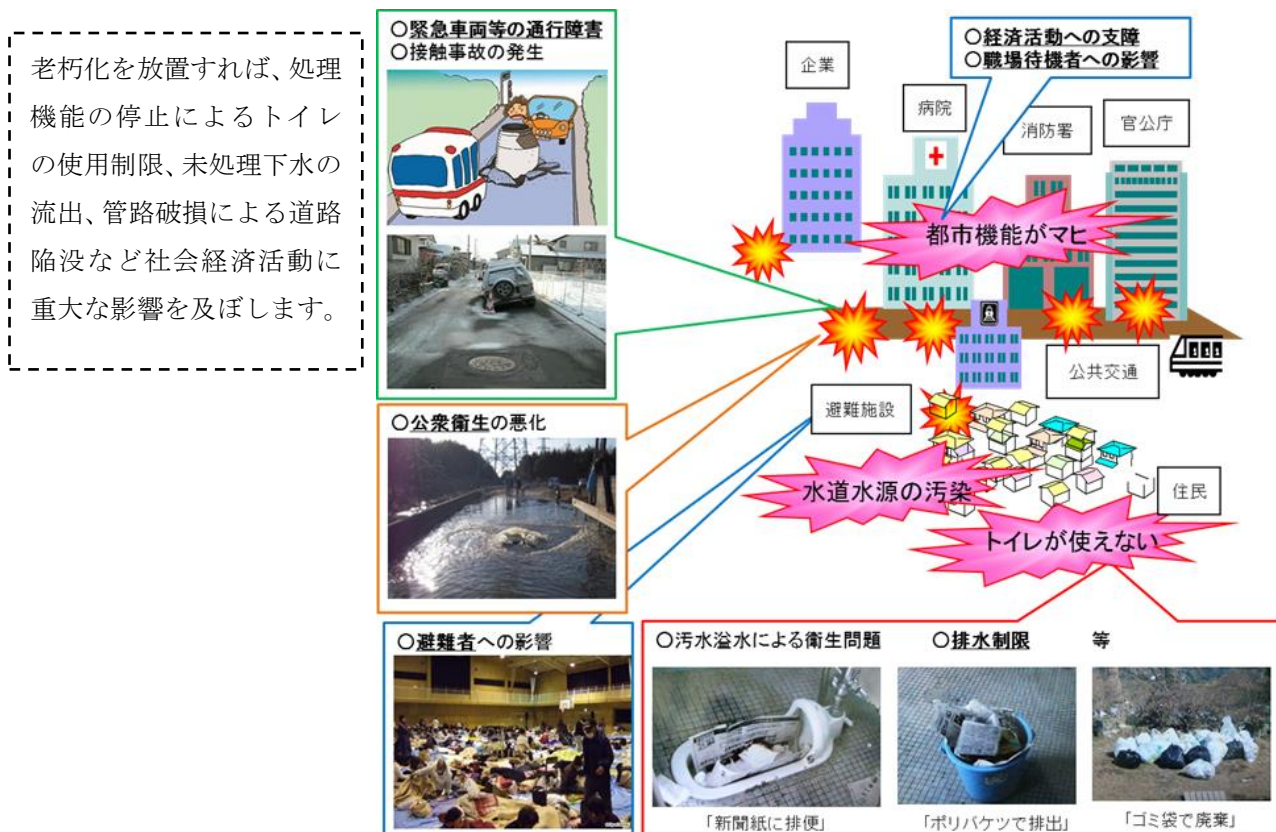 老朽化を放置すれば、処理
機能の停止によるトイレ
の使用制限、未処理下水の
流出、管路破損による道路
陥没など社会経済活動に
重大な影響を及ぼします。
〇緊急車両等の通行障害
〇接触事故の発生
〇経済活動への支障
〇職場待機者への影響
企業
病院
消防署
官公庁
都市機能がマヒ
公共交通
避難施設
〇公衆衛生の悪化
水道水源の汚染
住民
トイレが使えない
〇避難者への影響
〇汚水溢水による衛生問題
〇排水制限
等
「新聞紙に排便」
「ポリバケツで排出」
「ゴミ袋で廃棄」